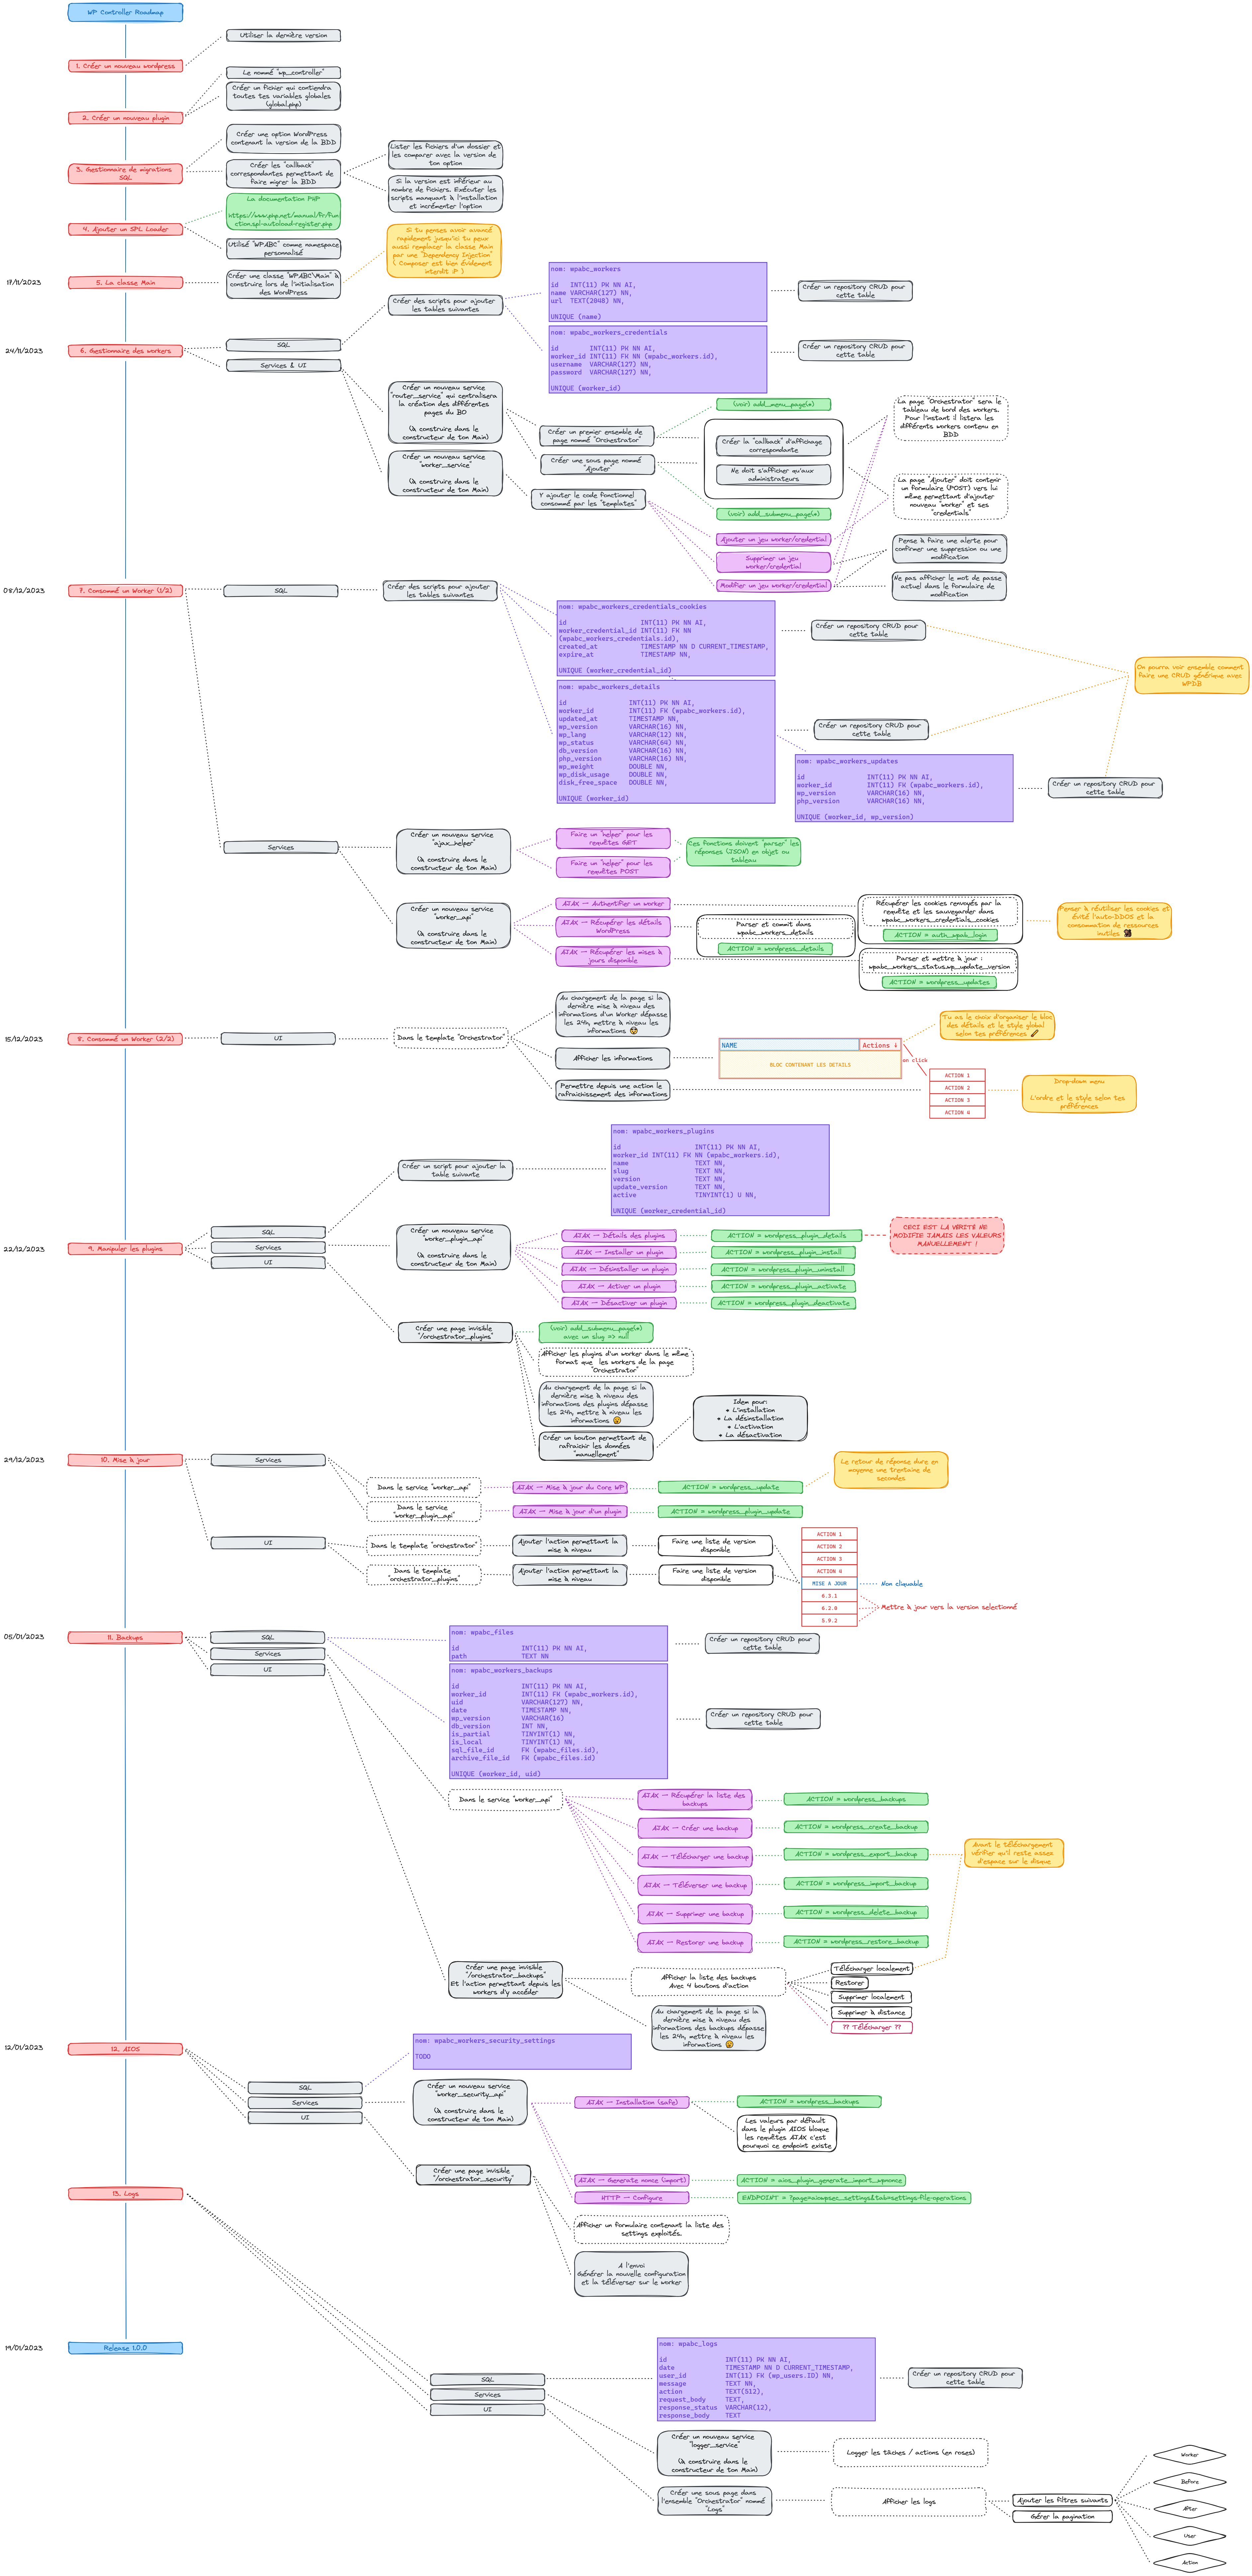 WP Controller Roadmap
Utiliser la dernière version
1. Créer un nouveau wordpress
Le nommé "wp_controller"
Créer un fichier qui contiendra
toutes tes variables globales
(global.php)
2. Créer un nouveau plugin
Créer une option WordPress
contenant la version de la BDD
3. Gestionnaire de migrations
SQL
Créer les "callback"
correspondantes permettant de
faire migrer la BDD
Lister les fichiers d'un dossier et
les comparer avec la version de
ton option
Si la version est inférieur au
nombre de fichiers. Exécuter les
scripts manquant à l'installation
et incrémenter l'option
La documentation PHP
https://www.php.net/manual/fr/fun
ction.spl-autoload-register.php
4. Ajouter un SPL Loader
Utilisé "WPABC" comme namespace
personnalisé
Si tu penses avoir avancé
rapidement jusqu'ici tu peux
aussi remplacer la classe Main
par une "Dependency Injection"
( Composer est bien évidement
interdit :P )
17/11/2023
5. La classe Main
Créer une classe "WPABC\Main" à
construire lors de l'initialisation
des WordPress
24/11/2023
6. Gestionnaire des workers
SQL
Services & UI
Créer des scripts pour ajouter
les tables suivantes
nom: wpabc_workers
id INT(11) PK NN AI,
name VARCHAR(127) NN,
url TEXT(2048) NN,
UNIQUE (name)
Créer un repository CRUD pour
cette table
nom: wpabc_workers_credentials
id INT(11) PK NN AI,
worker_id INT(11) FK NN (wpabc_workers.id),
username VARCHAR(127) NN,
password VARCHAR(127) NN,
UNIQUE (worker_id)
Créer un repository CRUD pour
cette table
Créer un nouveau service
"router_service" qui centralisera
la création des différentes
pages du BO
(A construire dans le
constructeur de ton Main)
Créer un nouveau service
"worker_service"
(A construire dans le
constructeur de ton Main)
Créer un premier ensemble de
page nommé "Orchestrator"
Créer une sous page nommé
"Ajouter"
Y ajouter le code fonctionnel
consommé par les "templates"
(voir) add_menu_page(*)
Créer la "callback" d'affichage
correspondante
Ne doit s'afficher qu'aux
administrateurs
(voir) add_submenu_page(*)
Ajouter un jeu worker/credential
Supprimer un jeu
worker/credential
Modifier un jeu worker/credential
La page "Orchestrator" sera le
tableau de bord des workers.
Pour l'instant il listera les
différents workers contenu en
BDD
La page "Ajouter" doit contenir
un formulaire (POST) vers lui
même permettant d'ajouter
nouveau "worker" et ses
"credentials"
Pense à faire une alerte pour
confirmer une suppression ou une
modification
Ne pas afficher le mot de passe
actuel dans le formulaire de
modification
08/12/2023
7. Consommé un Worker (1/2)
SQL
Créer des scripts pour ajouter
les tables suivantes
nom: wpabc_workers_credentials_cookies
id INT(11) PK NN AI,
worker_credential_id INT(11) FK NN
(wpabc_workers_credentials.id),
created_at TIMESTAMP NN D CURRENT_TIMESTAMP,
expire_at TIMESTAMP NN,
UNIQUE (worker_credential_id)
Créer un repository CRUD pour
cette table
On pourra voir ensemble comment
faire une CRUD générique avec
WPDB
nom: wpabc_workers_details
id INT(11) PK NN AI,
worker_id INT(11) FK (wpabc_workers.id),
updated_at TIMESTAMP NN,
wp_version VARCHAR(16) NN,
wp_lang VARCHAR(12) NN,
wp_status VARCHAR(64) NN,
db_version VARCHAR(16) NN,
php_version VARCHAR(16) NN,
wp_weight DOUBLE NN,
wp_disk_usage DOUBLE NN,
disk_free_space DOUBLE NN,
UNIQUE (worker_id)
Créer un repository CRUD pour
cette table
nom: wpabc_workers_updates
id INT(11) PK NN AI,
worker_id INT(11) FK (wpabc_workers.id),
wp_version VARCHAR(16) NN,
php_version VARCHAR(16) NN,
UNIQUE (worker_id, wp_version)
Créer un repository CRUD pour
cette table
Services
Créer un nouveau service
"ajax_helper"
(A construire dans le
constructeur de ton Main)
Faire un "helper" pour les
requêtes GET
Faire un "helper" pour les
requêtes POST
Ces fonctions doivent "parser" les
réponses (JSON) en objet ou
tableau
Créer un nouveau service
"worker_api"
(A construire dans le
constructeur de ton Main)
AJAX → Authentifier un worker
AJAX → Récupérer les détails
WordPress
AJAX → Récupérer les mises à
jours disponible
Parser et commit dans
wpabc_workers_details
ACTION = wordpress_details
Récupérer les cookies renvoyés par la
requête et les sauvegarder dans
wpabc_workers_credentials_cookies
ACTION = auth_wpab_login
Parser et mettre à jour :
wpabc_workers_status.wp_update_version
ACTION = wordpress_updates
Penser à réutiliser les cookies et
évité l'auto-DDOS et la
consommation de ressources
inutiles
15/12/2023
8. Consommé un Worker (2/2)
UI
Dans le template "Orchestrator"
Au chargement de la page si la
dernière mise à niveau des
informations d'un Worker dépasse
les 24h, mettre à niveau les
informations 😨
Afficher les informations
Permettre depuis une action le
rafraichissement des informations
NAME
Actions ↓
BLOC CONTENANT LES DETAILS
on click
ACTION 1
ACTION 2
ACTION 3
ACTION 4
Tu as le choix d'organiser le bloc
des détails et le style global
selon tes préférences 🖊
Drop-down menu
L'ordre et le style selon tes
préférences
22/12/2023
9. Manipuler les plugins
SQL
Services
UI
Créer un script pour ajouter la
table suivante
nom: wpabc_workers_plugins
id INT(11) PK NN AI,
worker_id INT(11) FK NN (wpabc_workers.id),
name TEXT NN,
slug TEXT NN,
version TEXT NN,
update_version TEXT NN,
active TINYINT(1) U NN,
UNIQUE (worker_credential_id)
Créer un nouveau service
"worker_plugin_api"
(A construire dans le
constructeur de ton Main)
AJAX → Détails des plugins
ACTION = wordpress_plugin_details
AJAX → Installer un plugin
ACTION = wordpress_plugin_install
AJAX → Désinstaller un plugin
ACTION = wordpress_plugin_uninstall
AJAX → Activer un plugin
ACTION = wordpress_plugin_activate
AJAX → Désactiver un plugin
ACTION = wordpress_plugin_deactivate
CECI EST LA VÉRITÉ NE
MODIFIE JAMAIS LES VALEURS
MANUELLEMENT !
Créer une page invisible
"/orchestrator_plugins"
(voir) add_submenu_page(*)
avec un slug => null
Afficher les plugins d'un worker dans le même
format que les workers de la page
"Orchestrator"
Au chargement de la page si la
dernière mise à niveau des
informations des plugins dépasse
les 24h, mettre à niveau les
informations 😨
Créer un bouton permettant de
rafraichir les données
"manuellement"
Idem pour:
* L'installation
* La désinstallation
* L'activation
* La désactivation
29/12/2023
10. Mise à jour
Services
Dans le service "worker_api"
AJAX → Mise à jour du Core WP
ACTION = wordpress_update
Le retour de réponse dure en
moyenne une trentaine de
secondes
Dans le service
"worker_plugin_api"
AJAX → Mise à jour d'un plugin
ACTION = wordpress_plugin_update
UI
Dans le template "orchestrator"
Ajouter l'action permettant la
mise à niveau
Faire une liste de version
disponible
Dans le template
"orchestrator_plugins"
Ajouter l'action permettant la
mise à niveau
Faire une liste de version
disponible
ACTION 1
ACTION 2
ACTION 3
ACTION 4
MISE A JOUR
6.3.1
6.2.0
5.9.2
Non cliquable
Mettre à jour vers la version selectionné
05/01/2023
11. Backups
SQL
Services
UI
nom: wpabc_files
id INT(11) PK NN AI,
path TEXT NN
Créer un repository CRUD pour
cette table
nom: wpabc_workers_backups
id INT(11) PK NN AI,
worker_id INT(11) FK (wpabc_workers.id),
uid VARCHAR(127) NN,
date TIMESTAMP NN,
wp_version VARCHAR(16)
db_version INT NN,
is_partial TINYINT(1) NN,
is_local TINYINT(1) NN,
sql_file_id FK (wpabc_files.id),
archive_file_id FK (wpabc_files.id)
UNIQUE (worker_id, uid)
Créer un repository CRUD pour
cette table
Dans le service "worker_api"
AJAX → Récupérer la liste des
backups
ACTION = wordpress_backups
AJAX → Créer une backup
ACTION = wordpress_create_backup
AJAX → Télécharger une backup
ACTION = wordpress_export_backup
AJAX → Téléverser une backup
ACTION = wordpress_import_backup
AJAX → Supprimer une backup
ACTION = wordpress_delete_backup
AJAX → Restorer une backup
ACTION = wordpress_restore_backup
Avant le téléchargement
vérifier qu'il reste asses
d'espace sur le disque
Créer une page invisible
"/orchestrator_backups"
Et l'action permettant depuis les
workers d'y accéder
Afficher la liste des backups
Avec 4 boutons d'action
Télécharger localement
Restorer
Supprimer localement
Supprimer à distance
?? Télécharger ??
Au chargement de la page si la
dernière mise à niveau des
informations des backups dépasse
les 24h, mettre à niveau les
informations 😨
12/01/2023
12. AIOS
nom: wpabc_workers_security_settings
TODO
SQL
Services
UI
Créer un nouveau service
"worker_security_api"
(A construire dans le
constructeur de ton Main)
AJAX → Installation (safe)
ACTION = wordpress_backups
Les valeurs par défault
dans le plugin AIOS bloque
les requêtes AJAX c'est
pourquoi ce endpoint existe
AJAX → Generate nonce (import)
ACTION = aios_plugin_generate_import_wpnonce
HTTP → Configure
ENDPOINT = ?page=aiowpsec_settings&tab=settings-file-operations
Créer une page invisible
"/orchestrator_security"
Afficher un formulaire contenant la liste des
settings exploités.
A l'envoi
Générer la nouvelle configuration
et la téléverser sur le worker
13. Logs
19/01/2023
Release 1.0.0
SQL
Services
UI
nom: wpabc_logs
id INT(11) PK NN AI,
date TIMESTAMP NN D CURRENT_TIMESTAMP,
user_id INT(11) FK (wp_users.ID) NN,
message TEXT NN,
action TEXT(512),
request_body TEXT,
response_status VARCHAR(12),
response_body TEXT
Créer un repository CRUD pour
cette table
Créer un nouveau service
"logger_service"
(A construire dans le
constructeur de ton Main)
Logger les tâches / actions (en roses)
Créer une sous page dans
l'ensemble "Orchestrator" nommé
"Logs"
Afficher les logs
Ajouter les filtres suivants
Gérer la pagination
Worker
Before
After
User
Action